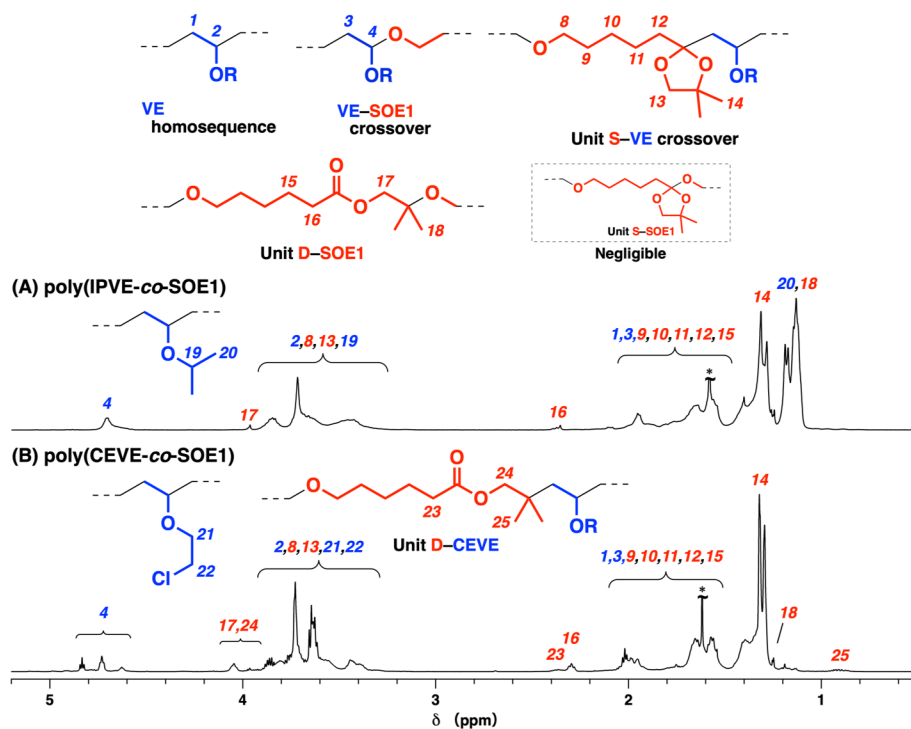 1
2
OR
VE
homosequence
3
4
O
OR
VE–SOE1
crossover
O
8
9
10
11
12
O
O
13
14
OR
Unit S–VE crossover
O
15
16
O
O
17
O
18
Unit D–SOE1
O
O
O
O
Unit S–SOE1
Negligible
(A) poly(IPVE-co-SOE1)
O
19
20
4
17
2,8,13,19
16
1,3,9,10,11,12,15
*
14
20,18
(B) poly(CEVE-co-SOE1)
O
21
Cl
22
O
O
23
O
24
25
OR
Unit D–CEVE
4
17,24
2,8,13,21,22
23
16
1,3,9,10,11,12,15
*
14
18
25
5
4
3
2
1
δ (ppm)